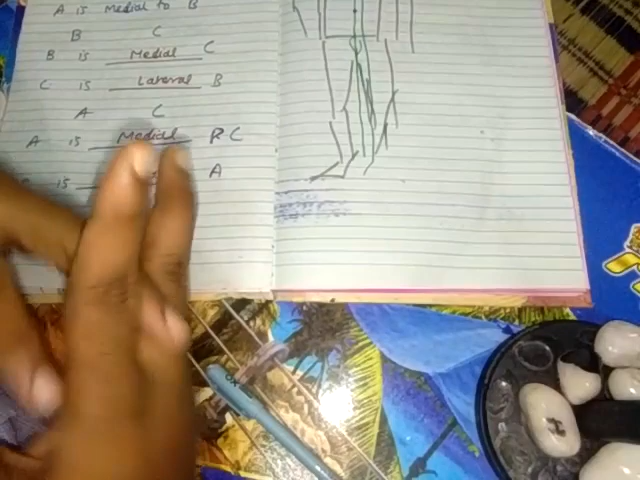 A is Medial to B
B C
B is Medial C
C is Lateral B
A C
A is Medial B C
is A